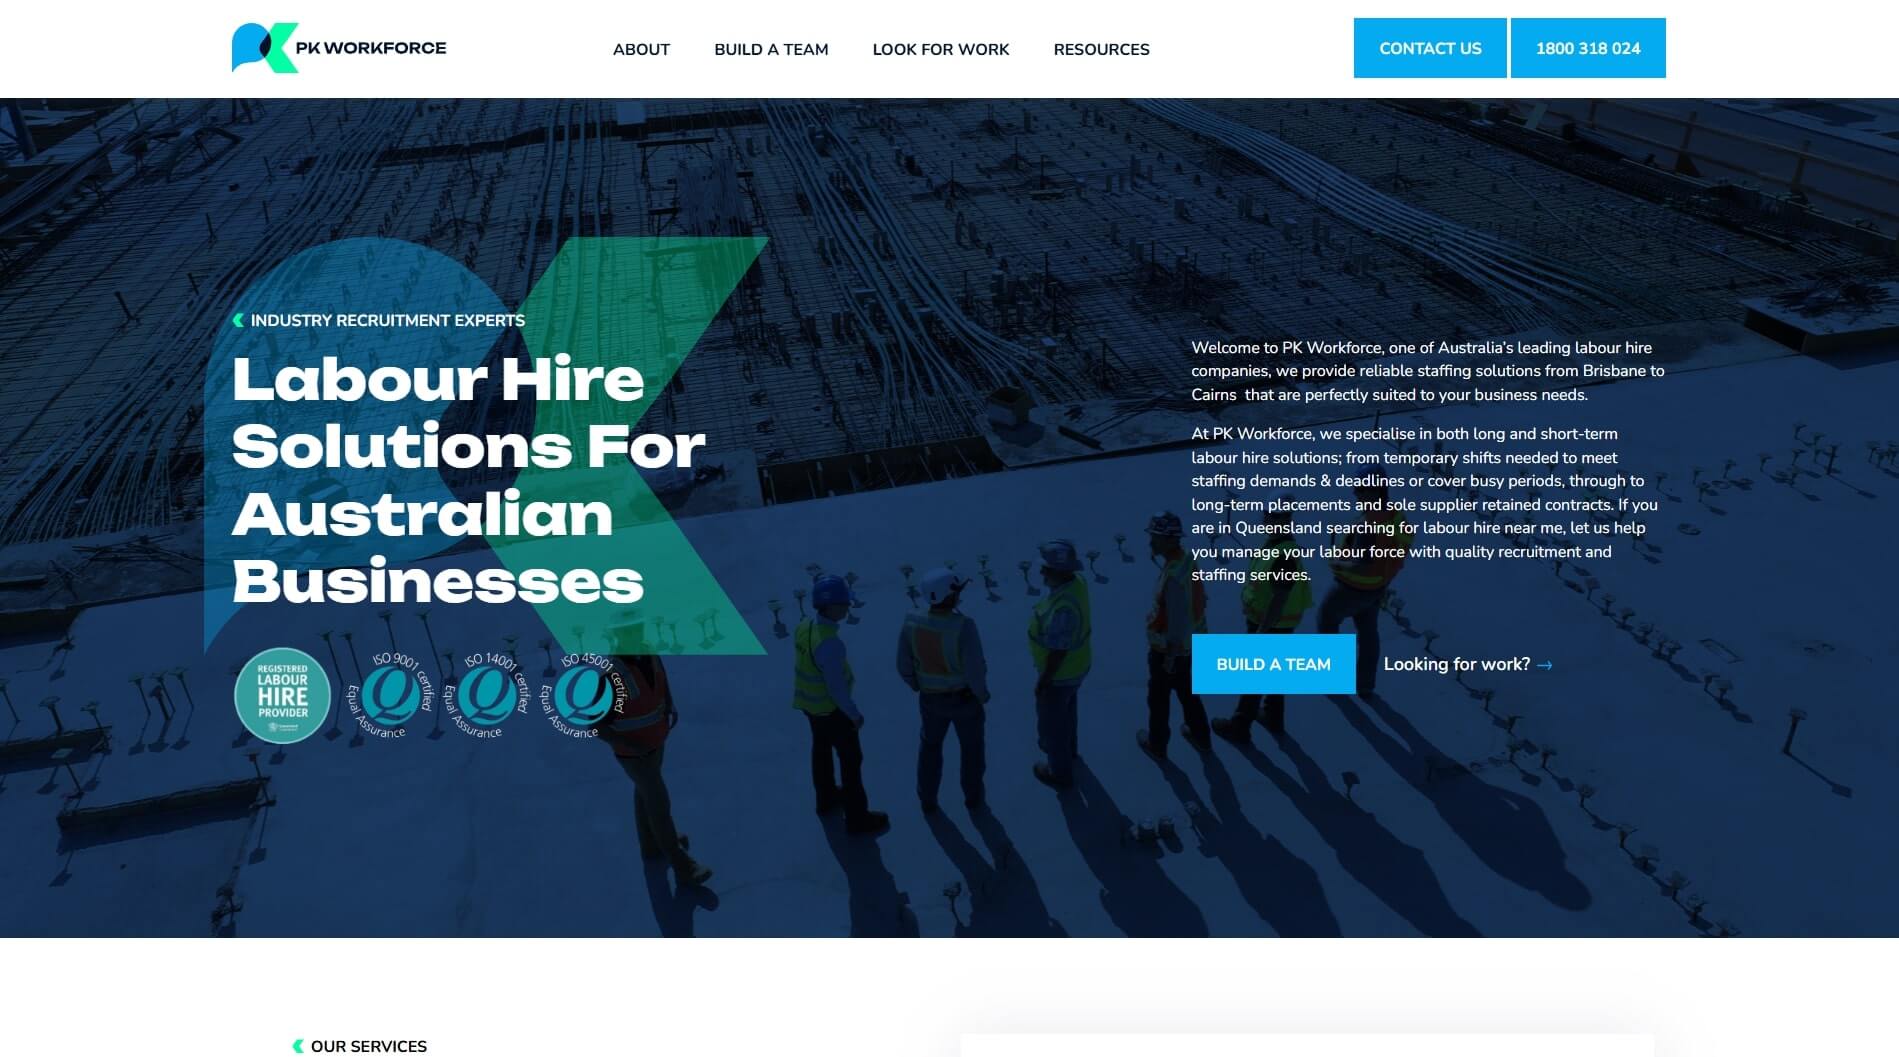 PK WORKFORCE
ABOUT
BUILD A TEAM
LOOK FOR WORK
RESOURCES
CONTACT US
1800 318 024
INDUSTRY RECRUITMENT EXPERTS
Labour Hire
Solutions For
Australian
Businesses
REGISTERED
LABOUR
HIRE
PROVIDER
ISO 9001 certified
Equal Assurance
ISO 14001 certified
Equal Assurance
ISO 45001 certified
Equal Assurance
Welcome to PK Workforce, one of Australia’s leading labour hire
companies, we provide reliable staffing solutions from Brisbane to
Cairns  that are perfectly suited to your business needs.
At PK Workforce, we specialise in both long and short-term
labour hire solutions; from temporary shifts needed to meet
staffing demands & deadlines or cover busy periods, through to
long-term placements and sole supplier retained contracts. If you
are in Queensland searching for labour hire near me, let us help
you manage your labour force with quality recruitment and
staffing services.
BUILD A TEAM
Looking for work? →
OUR SERVICES